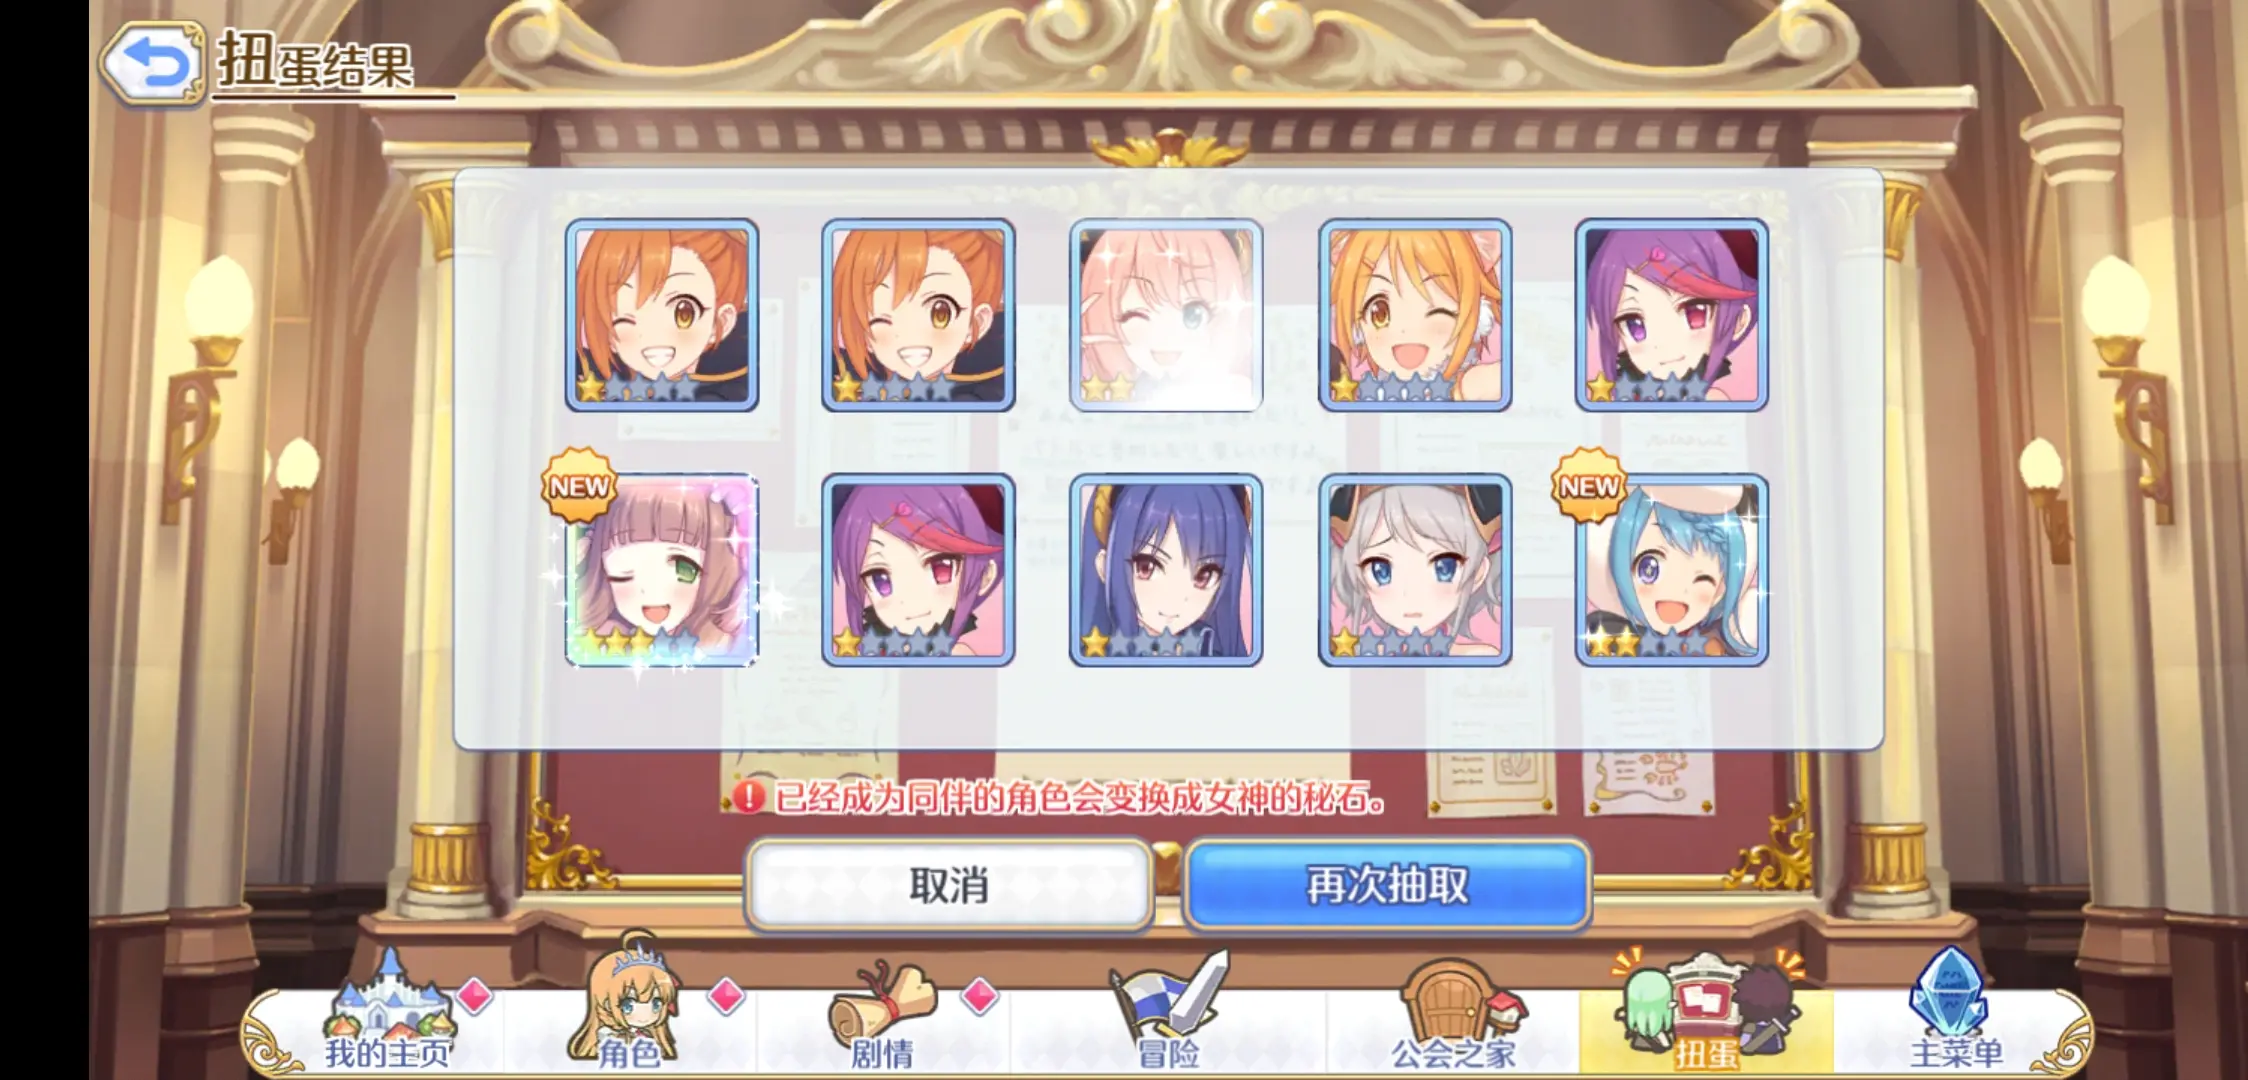 扭蛋结果
NEW
NEW
已经成为同伴的角色会变换成女神的秘石。
取消
再次抽取
我的主页
角色
剧情
冒险
公会之家
扭蛋
主菜单